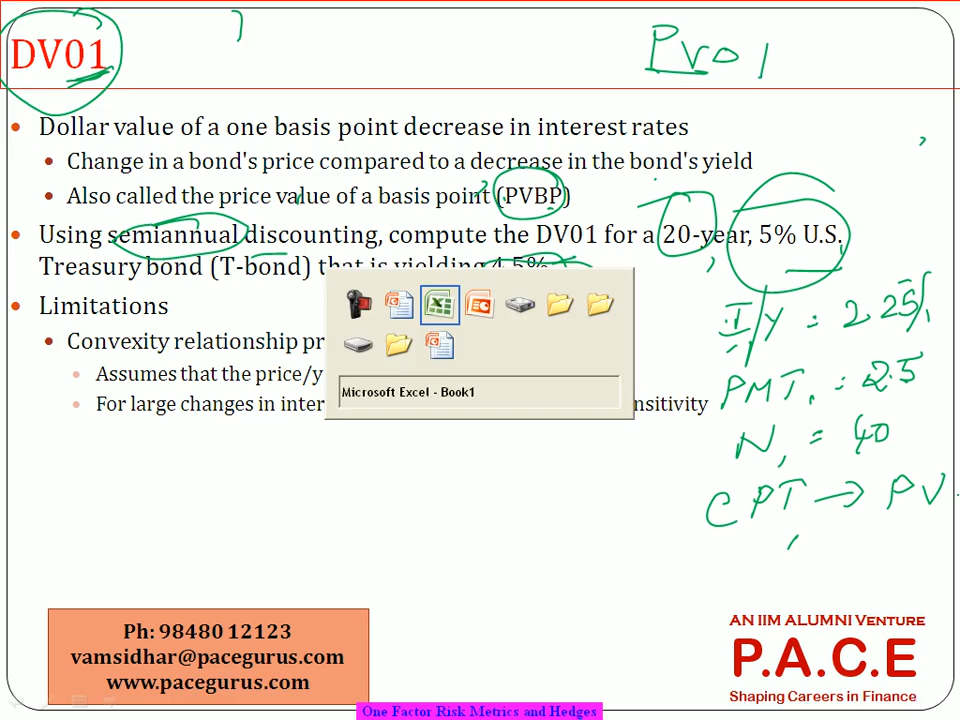 DV01
PV01
Dollar value of a one basis point decrease in interest rates
Change in a bond's price compared to a decrease in the bond's yield
Also called the price value of a basis point (PVBP)
Using semiannual discounting, compute the DV01 for a 20-year, 5% U.S.
Treasury bond (T-bond) that is yielding 4.5%
Limitations
Convexity relationship pr
Assumes that the price/y
For large changes in inter
nsitivity
Microsoft Excel - Book1
I/Y = 2.25%
PMT = 2.5
N = 40
CPT → PV
Ph: 98480 12123
vamsidhar@pacegurus.com
www.pacegurus.com
AN IIM ALUMNI VENTURE
P.A.C.E
Shaping Careers in Finance
One Factor Risk Metrics and Hedges